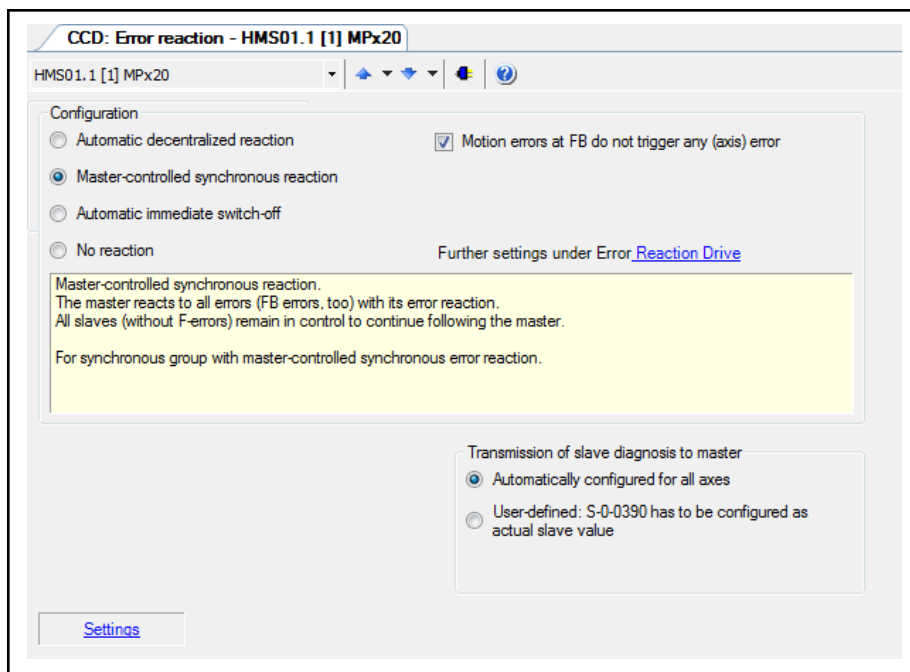 CCD: Error reaction - HMS01.1 [1] MPx20
HMS01.1 [1] MPx20
Configuration
Automatic decentralized reaction
Motion errors at FB do not trigger any (axis) error
Master-controlled synchronous reaction
Automatic immediate switch-off
No reaction
Further settings under Error Reaction Drive
Master-controlled synchronous reaction.
The master reacts to all errors (FB errors, too) with its error reaction.
All slaves (without F-errors) remain in control to continue following the master.
For synchronous group with master-controlled synchronous error reaction.
Transmission of slave diagnosis to master
Automatically configured for all axes
User-defined: S-0-0390 has to be configured as
actual slave value
Settings